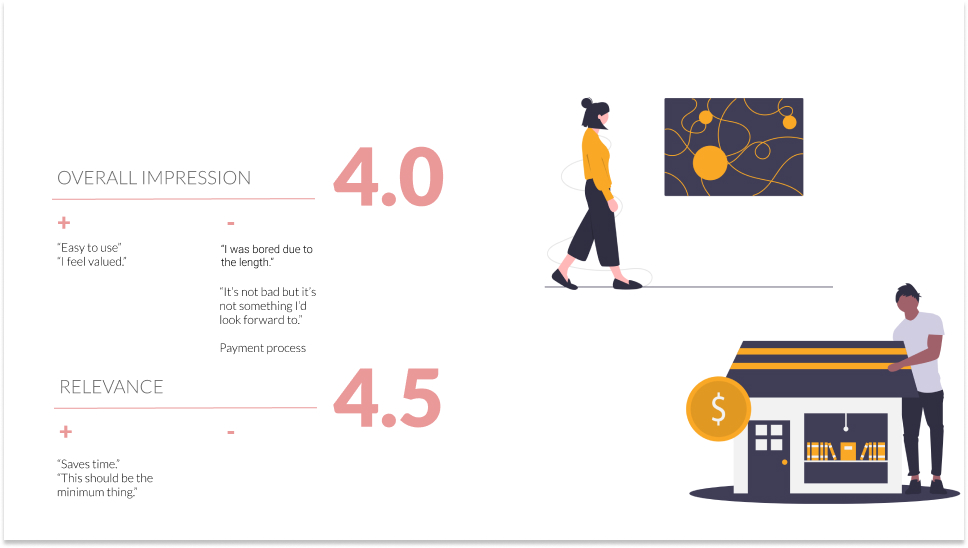 OVERALL IMPRESSION
4.0
+
-
“Easy to use”
“I feel valued.”
“I was bored due to
the length.”
“It’s not bad but it’s
not something I’d
look forward to.”
Payment process
RELEVANCE
4.5
+
-
“Saves time.”
“This should be the
minimum thing.”
$